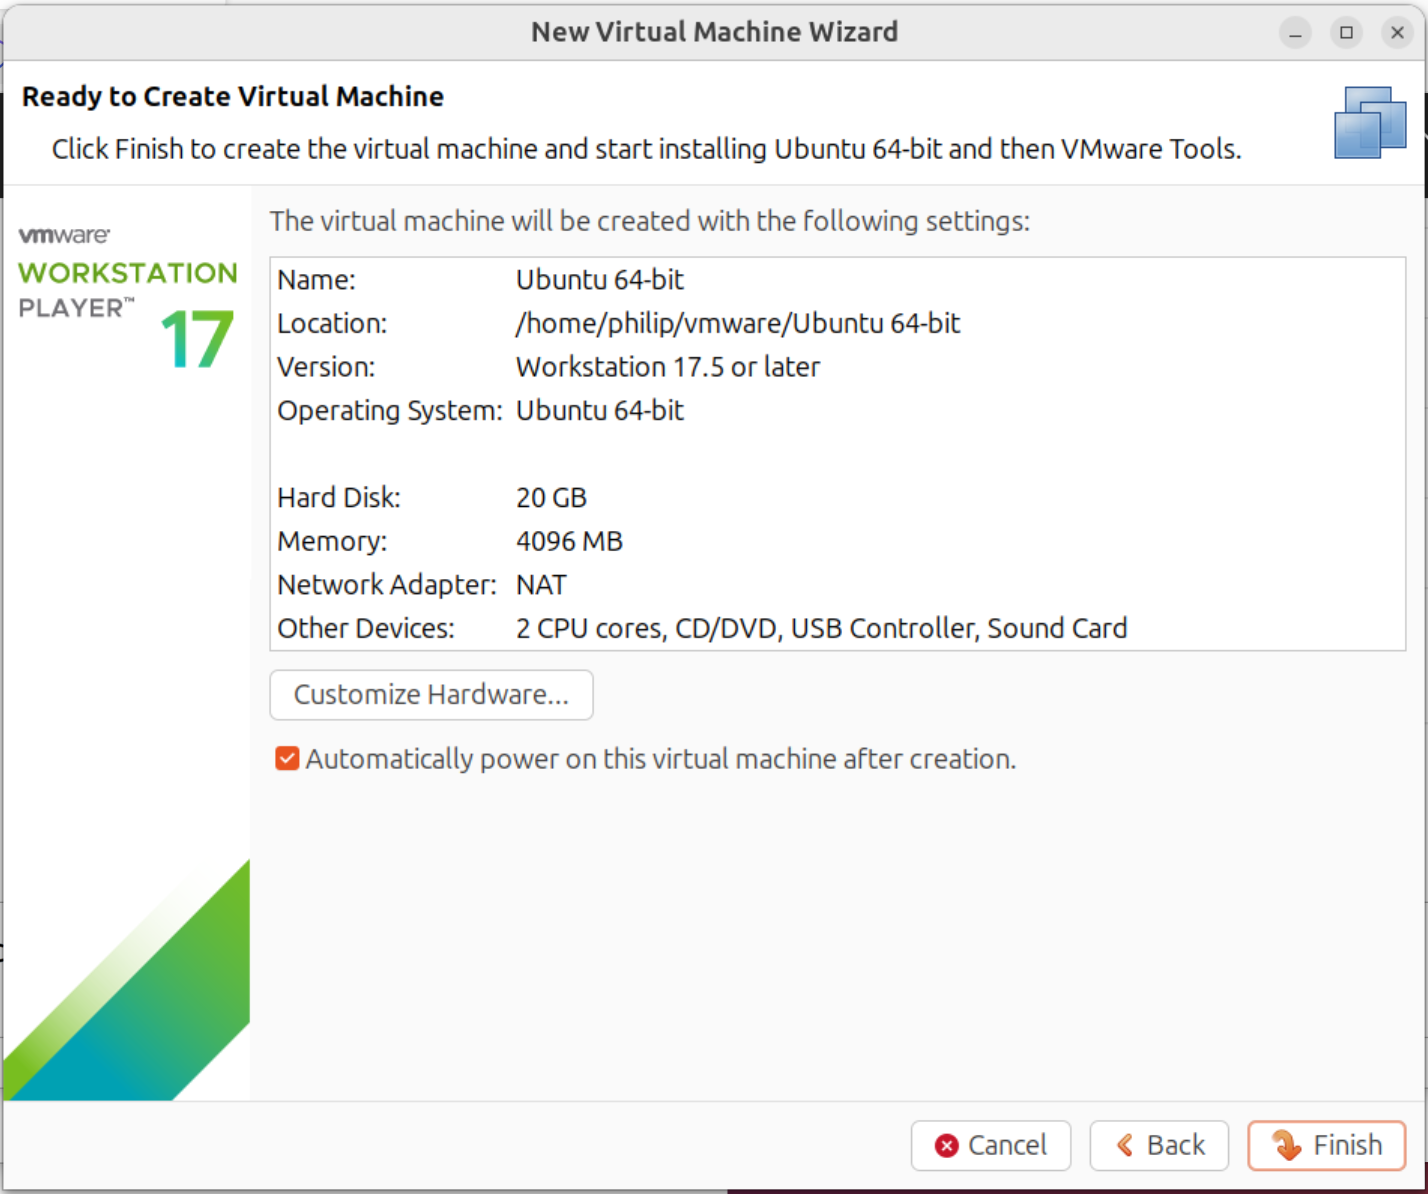 New Virtual Machine Wizard
Ready to Create Virtual Machine
Click Finish to create the virtual machine and start installing Ubuntu 64-bit and then VMware Tools.
vmware
WORKSTATION
PLAYER™
17
The virtual machine will be created with the following settings:
Name: Ubuntu 64-bit
Location: /home/philip/vmware/Ubuntu 64-bit
Version: Workstation 17.5 or later
Operating System: Ubuntu 64-bit
Hard Disk: 20 GB
Memory: 4096 MB
Network Adapter: NAT
Other Devices: 2 CPU cores, CD/DVD, USB Controller, Sound Card
Customize Hardware...
Automatically power on this virtual machine after creation.
Cancel Back Finish